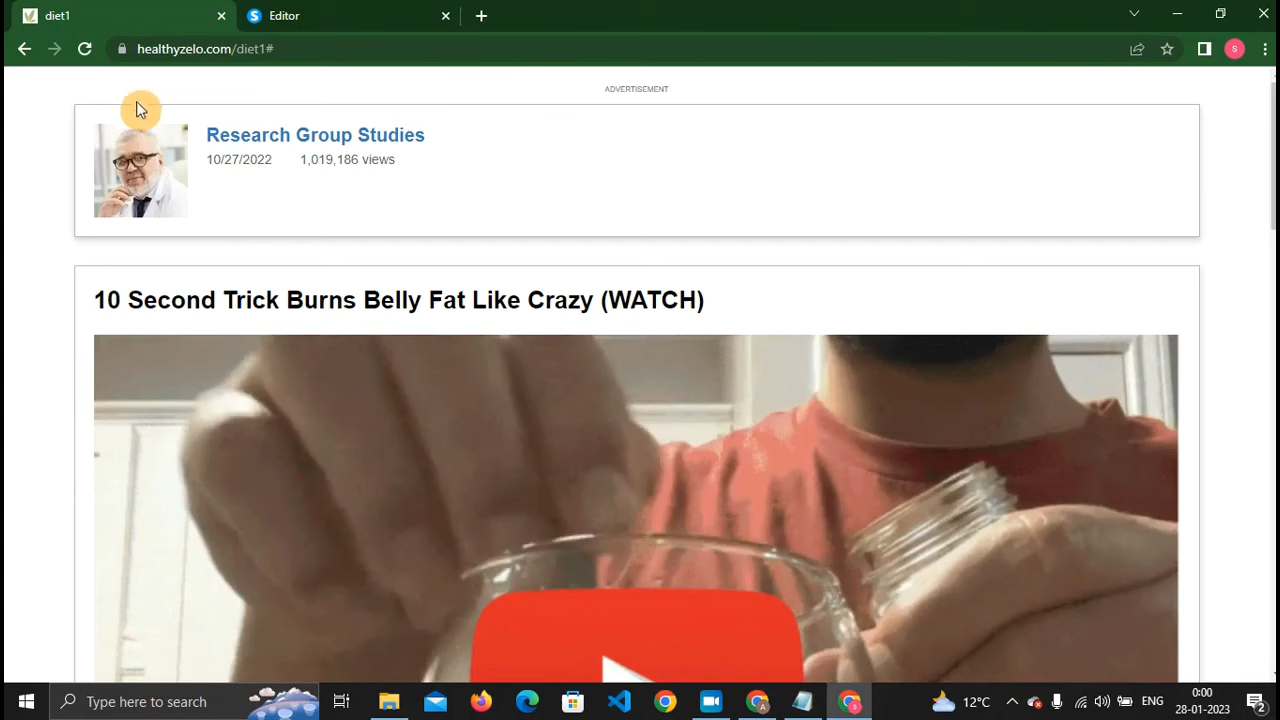 diet1
Editor
healthyzelo.com/diet1#
S
ADVERTISEMENT
Research Group Studies
10/27/2022 1,019,186 views
10 Second Trick Burns Belly Fat Like Crazy (WATCH)
Type here to search
12°C
ENG
0:00
28-01-2023
2